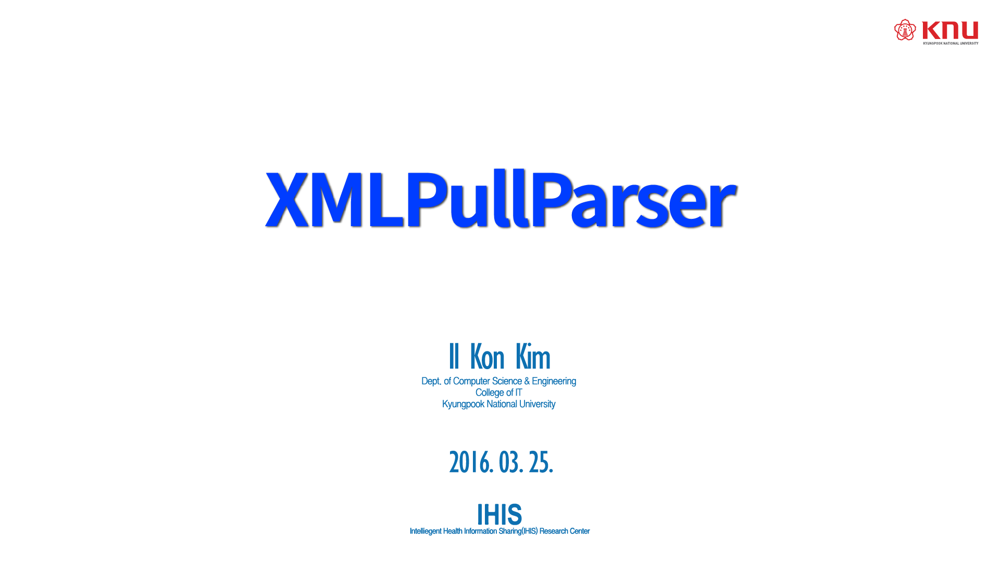 KNU
KYUNGPOOK NATIONAL UNIVERSITY
XMLPullParser
Il Kon Kim
Dept. of Computer Science & Engineering
College of IT
Kyungpook National University
2016. 03. 25.
IHIS
Intelliegent Health Information Sharing(IHIS) Research Center